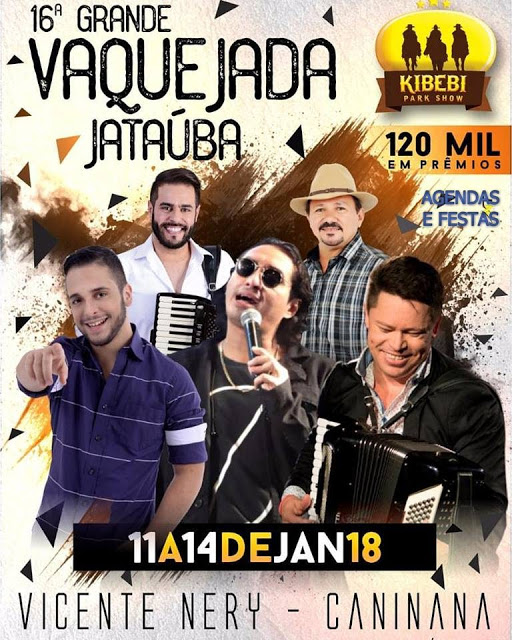 16ª GRANDE
VAQUEJADA
JATAÚBA
KIBEBI
PARK SHOW
120 MIL
EM PRÊMIOS
AGENDAS
E FESTAS
11A14DEJAN18
VICENTE NERY - CANINANA